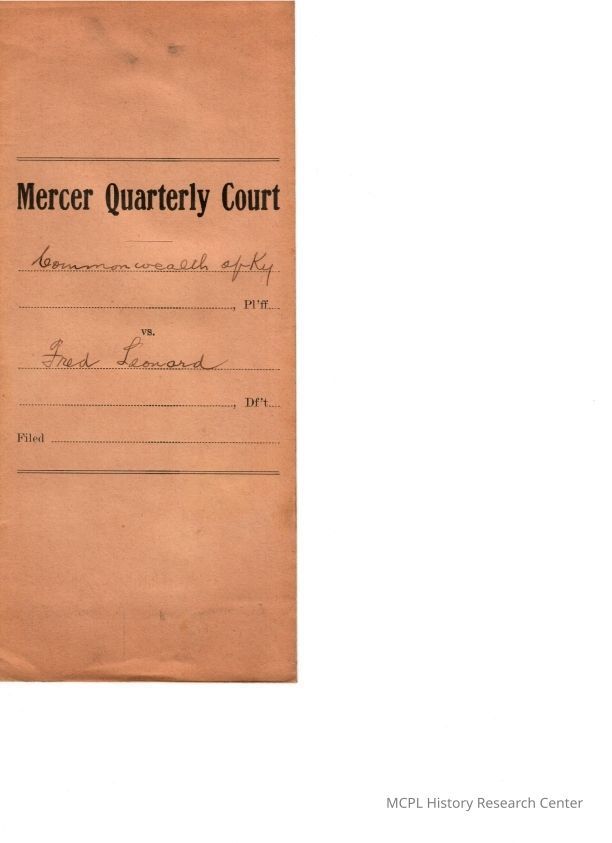 Mercer Quarterly Court
Commonwealth of Ky
, Pl'ff.
vs.
Fred Leonard
, Df't.
Filed
MCPL History Research Center